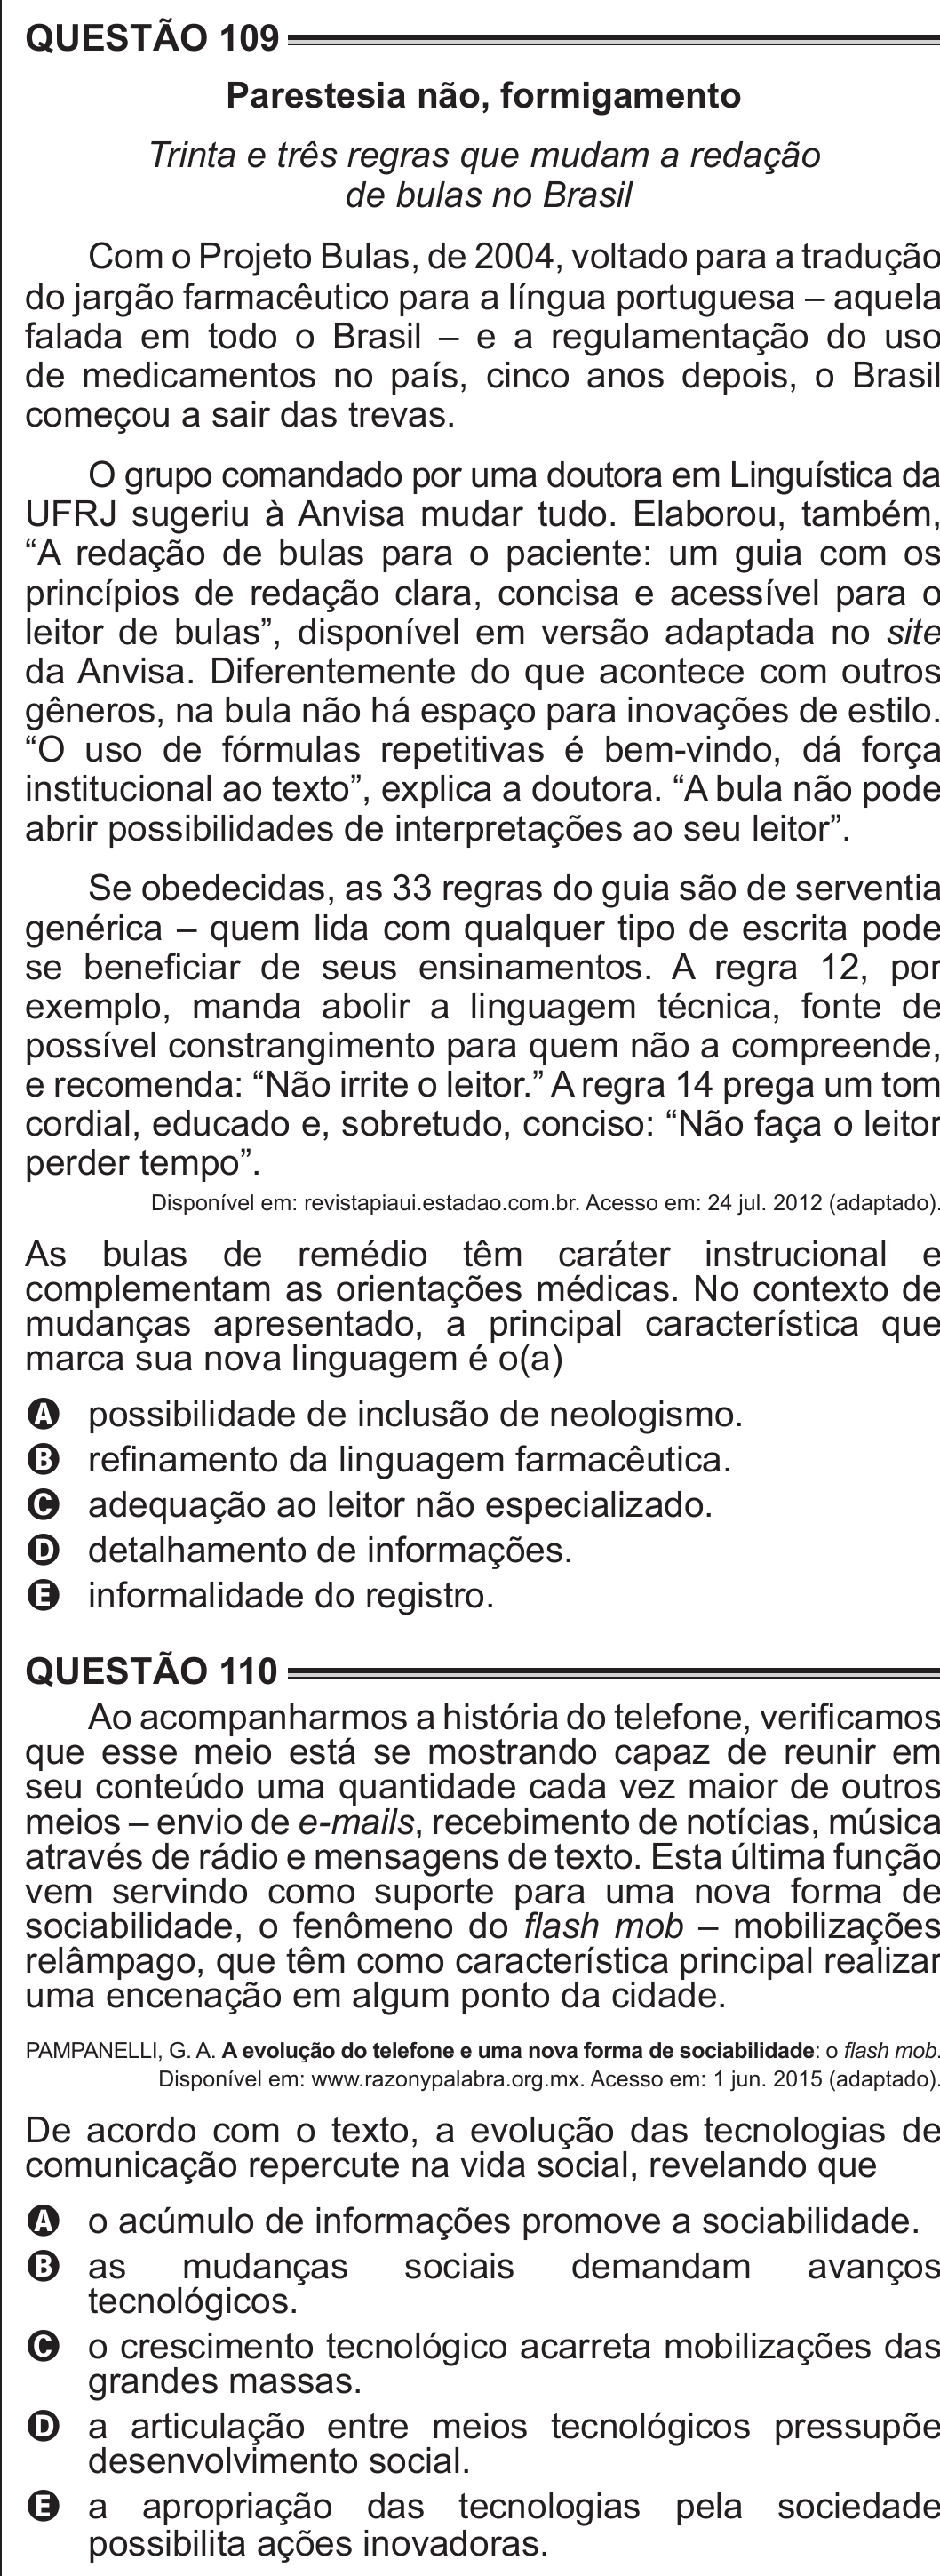 QUESTÃO 109
Parestesia não, formigamento
Trinta e três regras que mudam a redação
de bulas no Brasil
Com o Projeto Bulas, de 2004, voltado para a tradução
do jargão farmacêutico para a língua portuguesa – aquela
falada em todo o Brasil – e a regulamentação do uso
de medicamentos no país, cinco anos depois, o Brasil
começou a sair das trevas.
O grupo comandado por uma doutora em Linguística da
UFRJ sugeriu à Anvisa mudar tudo. Elaborou, também,
“A redação de bulas para o paciente: um guia com os
princípios de redação clara, concisa e acessível para o
leitor de bulas”, disponível em versão adaptada no site
da Anvisa. Diferentemente do que acontece com outros
gêneros, na bula não há espaço para inovações de estilo.
“O uso de fórmulas repetitivas é bem-vindo, dá força
institucional ao texto”, explica a doutora. “A bula não pode
abrir possibilidades de interpretações ao seu leitor”.
Se obedecidas, as 33 regras do guia são de serventia
genérica – quem lida com qualquer tipo de escrita pode
se beneficiar de seus ensinamentos. A regra 12, por
exemplo, manda abolir a linguagem técnica, fonte de
possível constrangimento para quem não a compreende,
e recomenda: “Não irrite o leitor.” A regra 14 prega um tom
cordial, educado e, sobretudo, conciso: “Não faça o leitor
perder tempo”.
Disponível em: revistapiaui.estadao.com.br. Acesso em: 24 jul. 2012 (adaptado).
As bulas de remédio têm caráter instrucional e
complementam as orientações médicas. No contexto de
mudanças apresentado, a principal característica que
marca sua nova linguagem é o(a)
A possibilidade de inclusão de neologismo.
B refinamento da linguagem farmacêutica.
C adequação ao leitor não especializado.
D detalhamento de informações.
E informalidade do registro.
QUESTÃO 110
Ao acompanharmos a história do telefone, verificamos
que esse meio está se mostrando capaz de reunir em
seu conteúdo uma quantidade cada vez maior de outros
meios – envio de e-mails, recebimento de notícias, música
através de rádio e mensagens de texto. Esta última função
vem servindo como suporte para uma nova forma de
sociabilidade, o fenômeno do flash mob – mobilizações
relâmpago, que têm como característica principal realizar
uma encenação em algum ponto da cidade.
PAMPANELLI, G. A. A evolução do telefone e uma nova forma de sociabilidade: o flash mob.
Disponível em: www.razonypalabra.org.mx. Acesso em: 1 jun. 2015 (adaptado).
De acordo com o texto, a evolução das tecnologias de
comunicação repercute na vida social, revelando que
A o acúmulo de informações promove a sociabilidade.
B as mudanças sociais demandam avanços
tecnológicos.
C o crescimento tecnológico acarreta mobilizações das
grandes massas.
D a articulação entre meios tecnológicos pressupõe
desenvolvimento social.
E a apropriação das tecnologias pela sociedade
possibilita ações inovadoras.